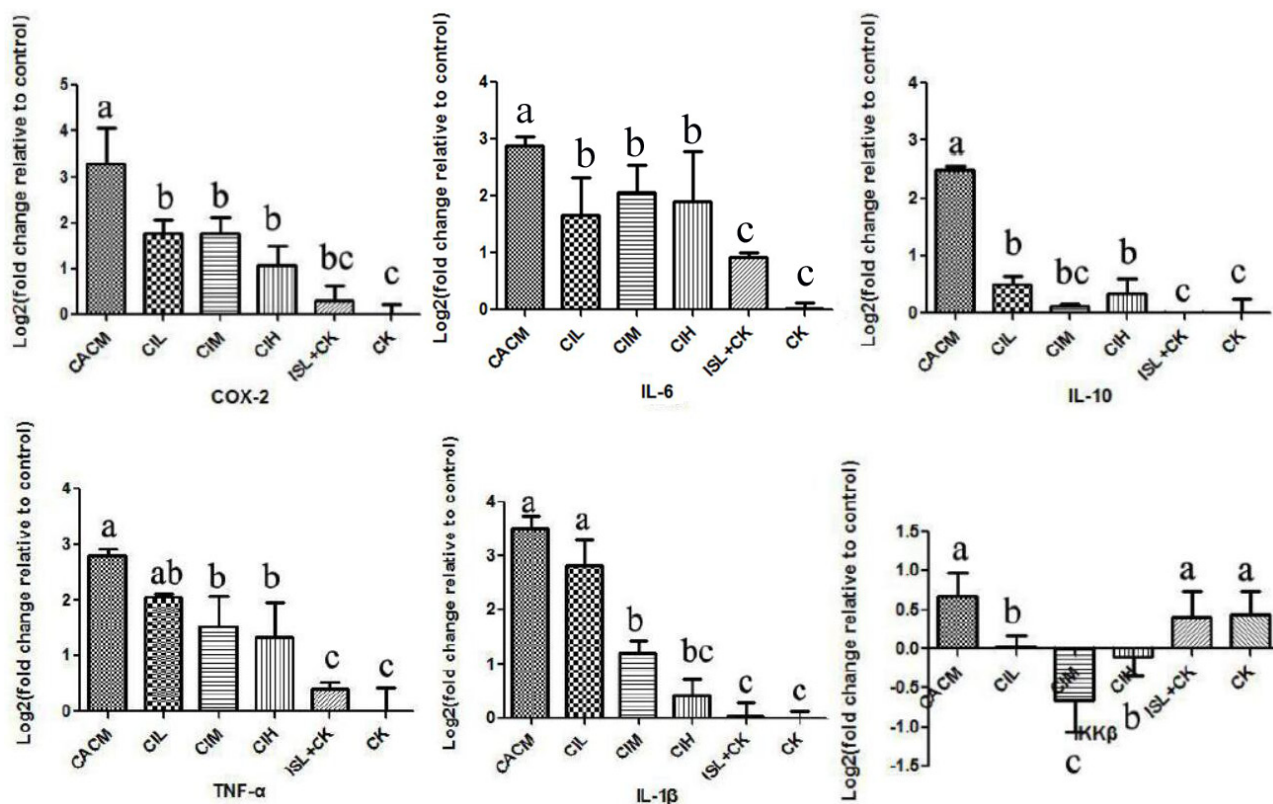 Log2(fold change relative to control)
5
4
3
2
1
0
a
b
b
b
bc
c
CACM
CIL
CIM
CIH
ISL+CK
CK
COX-2
Log2(fold change relative to control)
4
3
2
1
0
a
b
b
b
c
c
CACM
CIL
CIM
CIH
ISL+CK
CK
IL-6
Log2(fold change relative to control)
4
3
2
1
0
a
b
bc
b
c
c
CACM
CIL
CIM
CIH
ISL+CK
CK
IL-10
Log2(fold change relative to control)
4
3
2
1
0
a
ab
b
b
c
c
CACM
CIL
CIM
CIH
ISL+CK
CK
TNF-α
Log2(fold change relative to control)
4
3
2
1
0
a
a
b
bc
c
c
CACM
CIL
CIM
CIH
ISL+CK
CK
IL-1β
Log2(fold change relative to control)
1.5
1.0
0.5
0.0
-0.5
-1.0
-1.5
a
b
c
b
a
a
CACM
CIL
CIM
CIH
ISL+CK
CK
KKβ